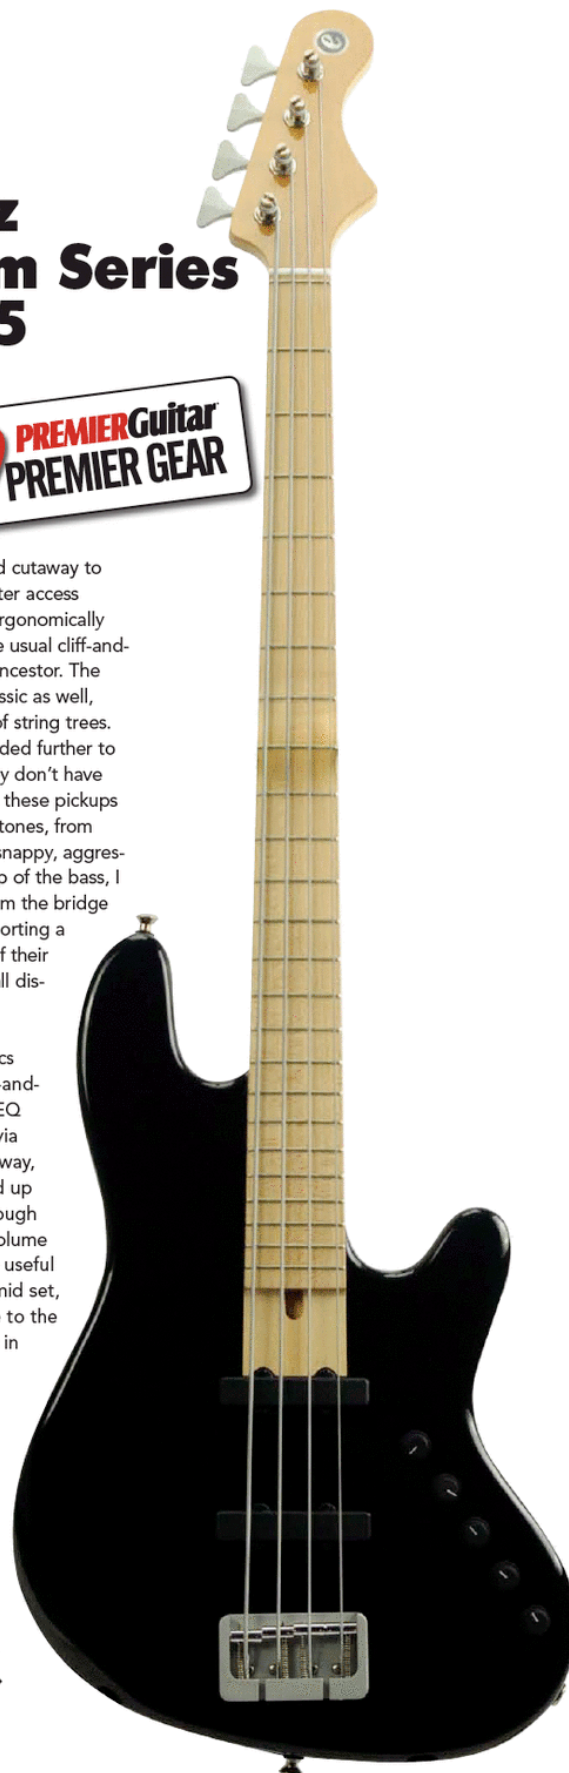 z
m Series
5
PREMIERGuitar
PREMIER GEAR
d cutaway to
ter access
rgonomically
e usual cliff-and-
ncestor. The
ssic as well,
of string trees.
ded further to
y don't have
these pickups
tones, from
snappy, aggres-
p of the bass, I
m the bridge
orting a
f their
ll dis-
cs
-and-
EQ
via
way,
d up
ough
olume
useful
mid set,
e to the
in
e